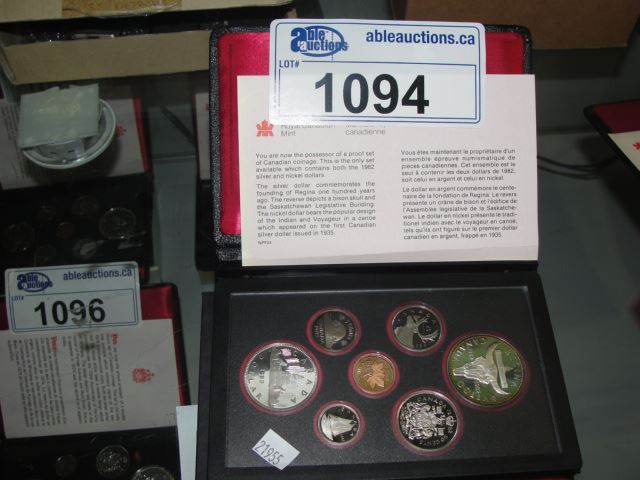 able auctions
ableauctions.ca
LOT#
1094
Royal Canadian
Mint
canadienne
You are now the possessor of a proof set
of Canadian coinage. This is the only set
available which contains both the 1982
silver and nickel dollars.
The silver dollar commemorates the
founding of Regina one hundred years
ago. The reverse depicts a bison skull and
the Saskatchewan Legislative Building.
The nickel dollar bears the popular design
of the Indian and Voyageur in a canoe
which appeared on the first Canadian
silver dollar issued in 1935.
Vous êtes maintenant le propriétaire d'un
ensemble épreuve numismatique de
pièces canadiennes. Cet ensemble est le
seul à contenir les deux dollars de 1982,
soit celui en argent et celui en nickel.
Le dollar en argent commémore le cente-
naire de la fondation de Regina. Le revers
présente un crâne de bison et l'édifice de
l'Assemblée législative de la Saskatche-
wan. Le dollar en nickel présente le tradi-
tionel indien avec le voyageur en canoë,
tels qu'ils ont figuré sur le premier dollar
canadien en argent, frappé en 1935.
able auctions
ableauctions.ca
LOT#
1096
CANADA
DOLLAR
CANADA
REGINA
CANADA
50 CENTS
21955